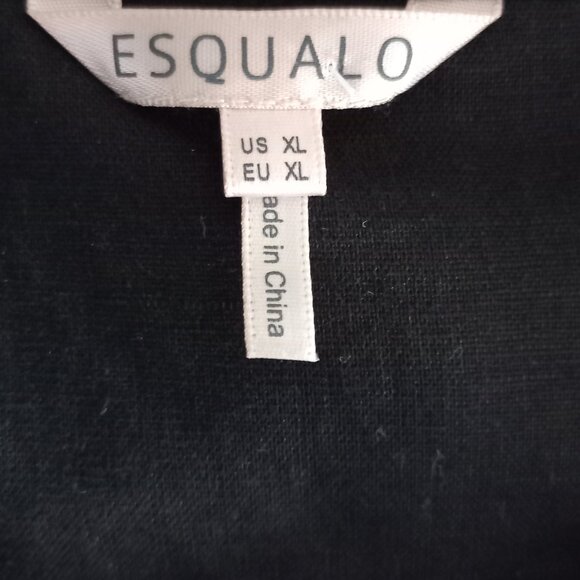 ESQUALO
US XL
EU XL
ade in China